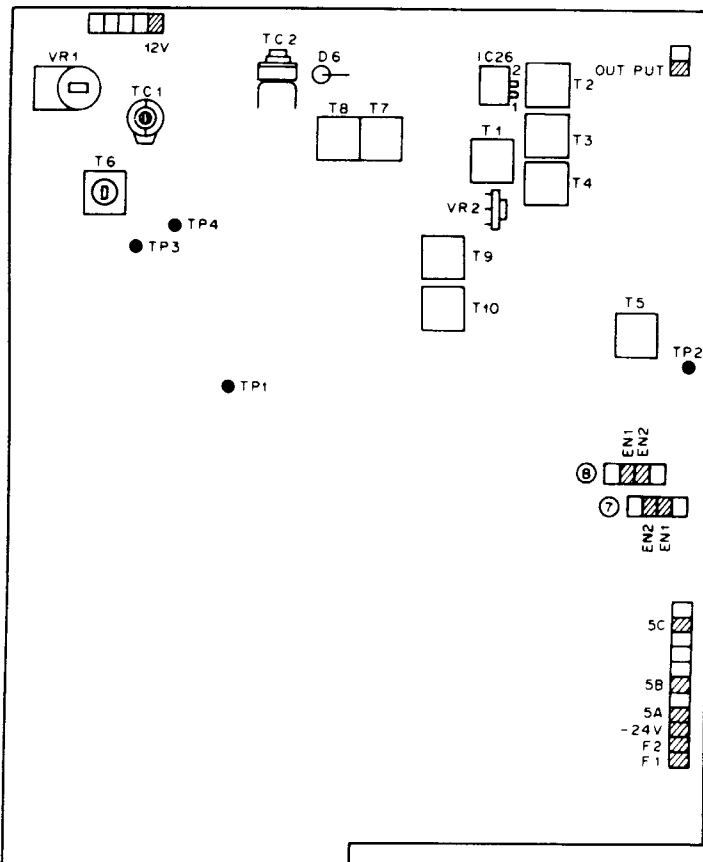 12V
TC2
D6
IC26
2
1
OUT PUT
VR1
TC1
T2
T8
T7
T1
T3
T6
T4
VR2
TP4
TP3
T9
T10
T5
TP2
TP1
EN1
EN2
8
7
EN2
EN1
5C
5B
5A
-24V
F2
F1